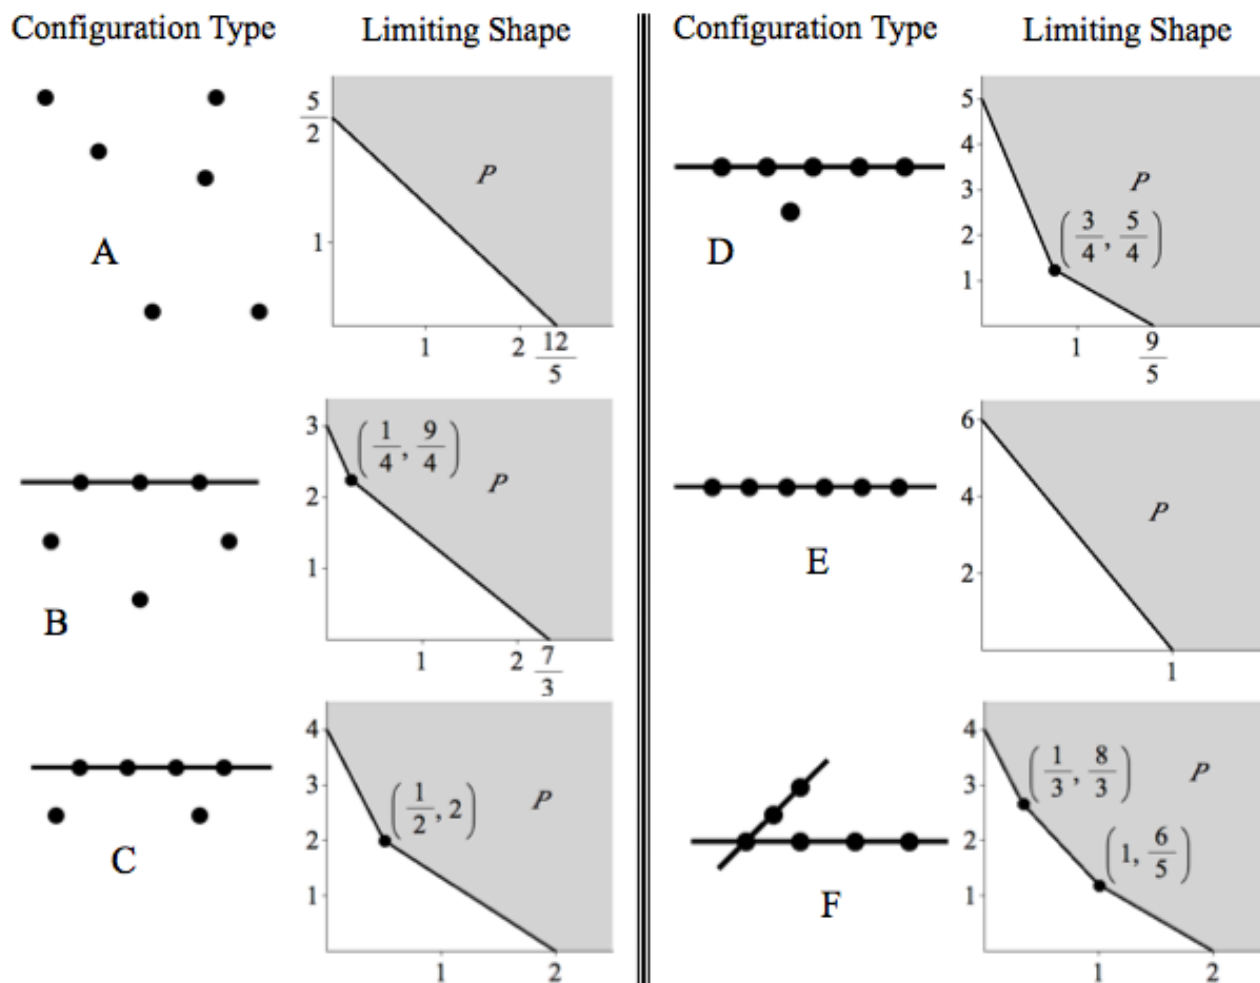 Configuration Type Limiting Shape
5/2
1
P
1 2 12/5
A
3
2
1
(1/4, 9/4)
P
1 2 7/3
B
4
3
2
1
(1/2, 2)
P
1 2
C
Configuration Type Limiting Shape
5
4
3
2
1
P
(3/4, 5/4)
1 9/5
D
6
4
2
P
1
E
4
3
2
1
(1/3, 8/3)
P
(1, 6/5)
1 2
F